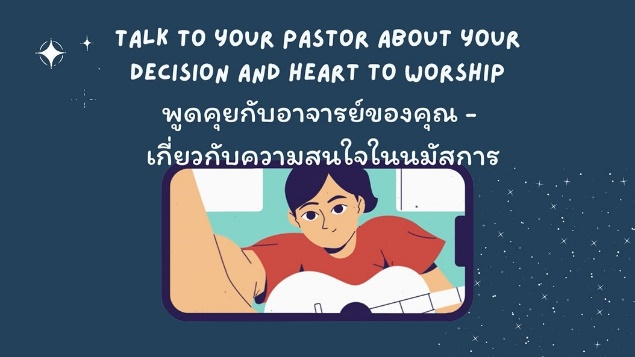 TALK TO YOUR PASTOR ABOUT YOUR
DECISION AND HEART TO WORSHIP
พูดคุยกับอาจารย์ของคุณ -
เกี่ยวกับความสนใจในนมัสการ